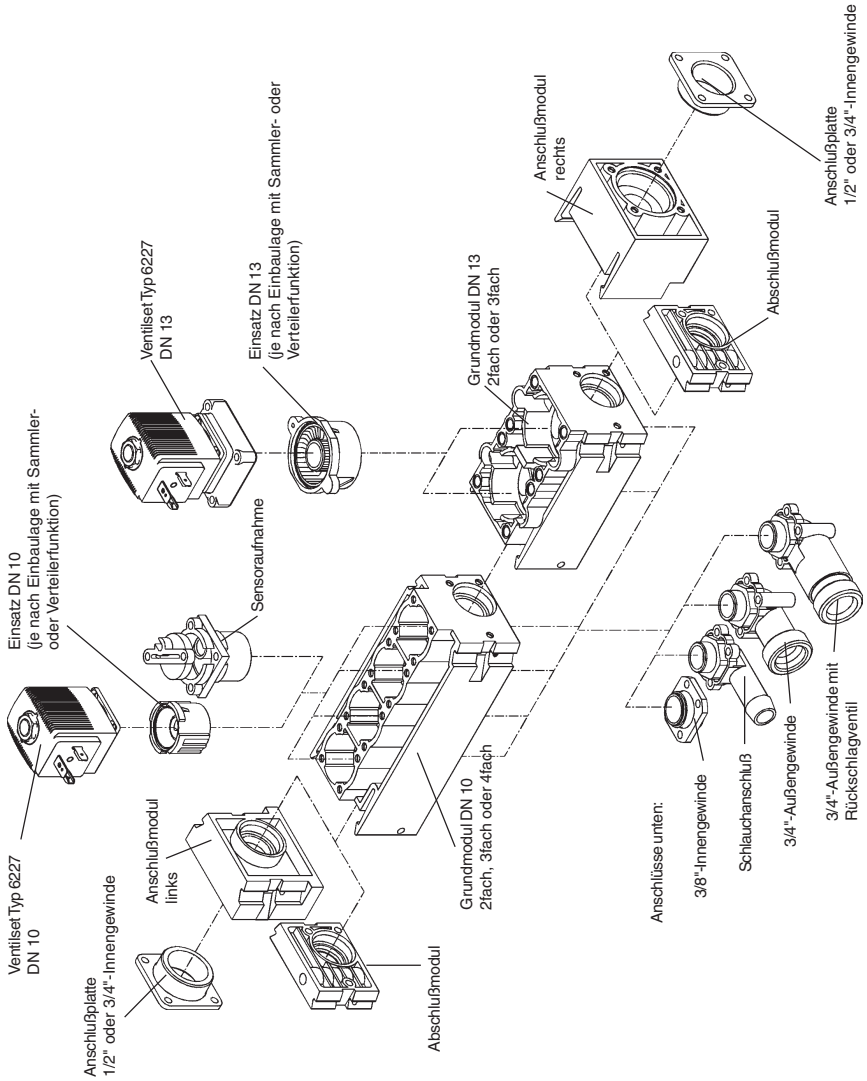 Ventilset Typ 6227
DN 10
Einsatz DN 10
(je nach Einbaulage mit Sammler-
oder Verteilerfunktion)
Ventilset Typ 6227
DN 13
Einsatz DN 13
(je nach Einbaulage mit Sammler- oder
Verteilerfunktion)
Sensoraufnahme
Anschlußplatte
1/2" oder 3/4"-Innengewinde
Anschlußmodul
links
Abschlußmodul
Grundmodul DN 10
2fach, 3fach oder 4fach
Grundmodul DN 13
2fach oder 3fach
Anschlußmodul
rechts
Abschlußmodul
Anschlußplatte
1/2" oder 3/4"-Innengewinde
Anschlüsse unten:
3/8"-Innengewinde
Schlauchanschluß
3/4"-Außengewinde
3/4"-Außengewinde mit
Rückschlagventil